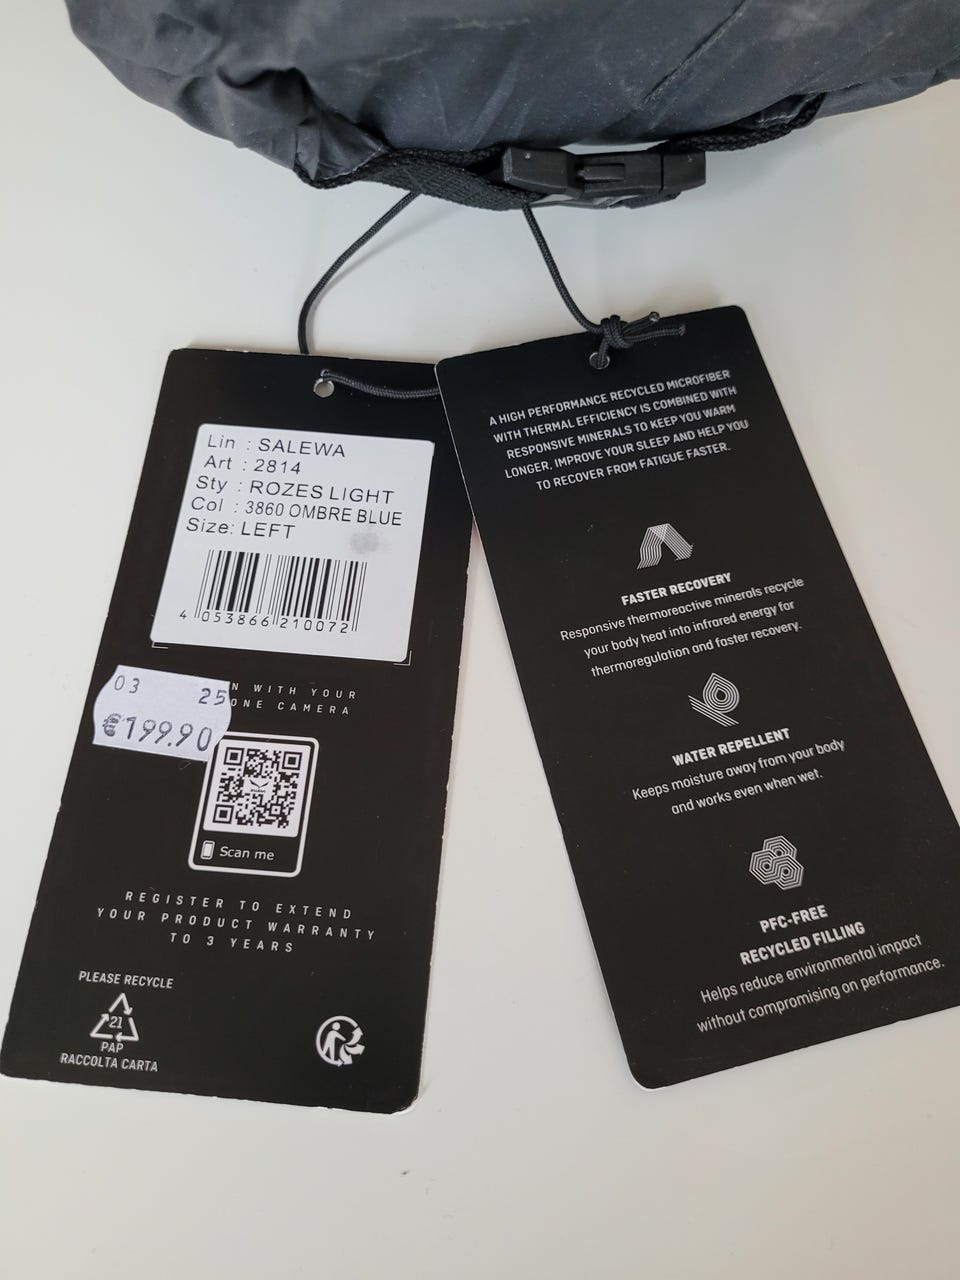 Lin : SALEWA
Art : 2814
Sty : ROZES LIGHT
Col : 3860 OMBRE BLUE
Size: LEFT
4 053866 210072
03 25
€199.90
N WITH YOUR
ONE CAMERA
Scan me
REGISTER TO EXTEND
YOUR PRODUCT WARRANTY
TO 3 YEARS
PLEASE RECYCLE
21
PAP
RACCOLTA CARTA
A HIGH PERFORMANCE RECYCLED MICROFIBER
WITH THERMAL EFFICIENCY IS COMBINED WITH
RESPONSIVE MINERALS TO KEEP YOU WARM
LONGER, IMPROVE YOUR SLEEP AND HELP YOU
TO RECOVER FROM FATIGUE FASTER.
FASTER RECOVERY
Responsive thermoreactive minerals recycle
your body heat into infrared energy for
thermoregulation and faster recovery.
WATER REPELLENT
Keeps moisture away from your body
and works even when wet.
PFC-FREE
RECYCLED FILLING
Helps reduce environmental impact
without compromising on performance.